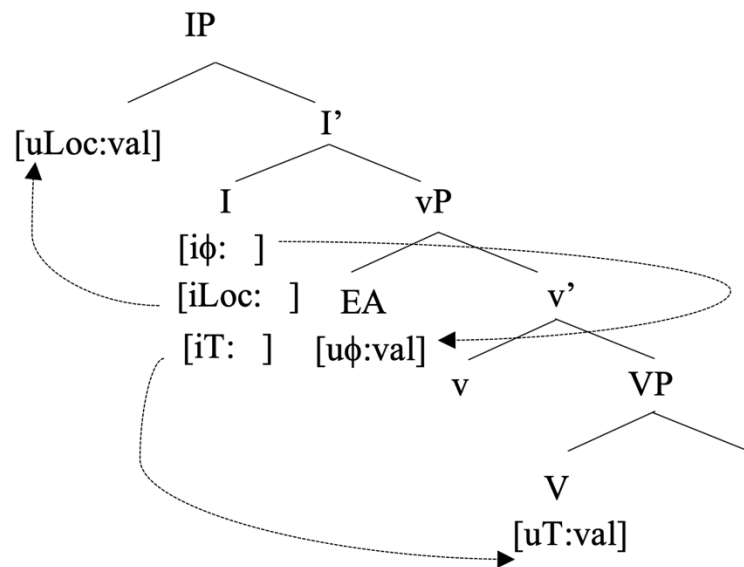 IP
I’
[uLoc:val]
I vP
[iϕ: ]
[iLoc: ] EA v’
[iT: ] [uϕ:val]
v VP
V
[uT:val]